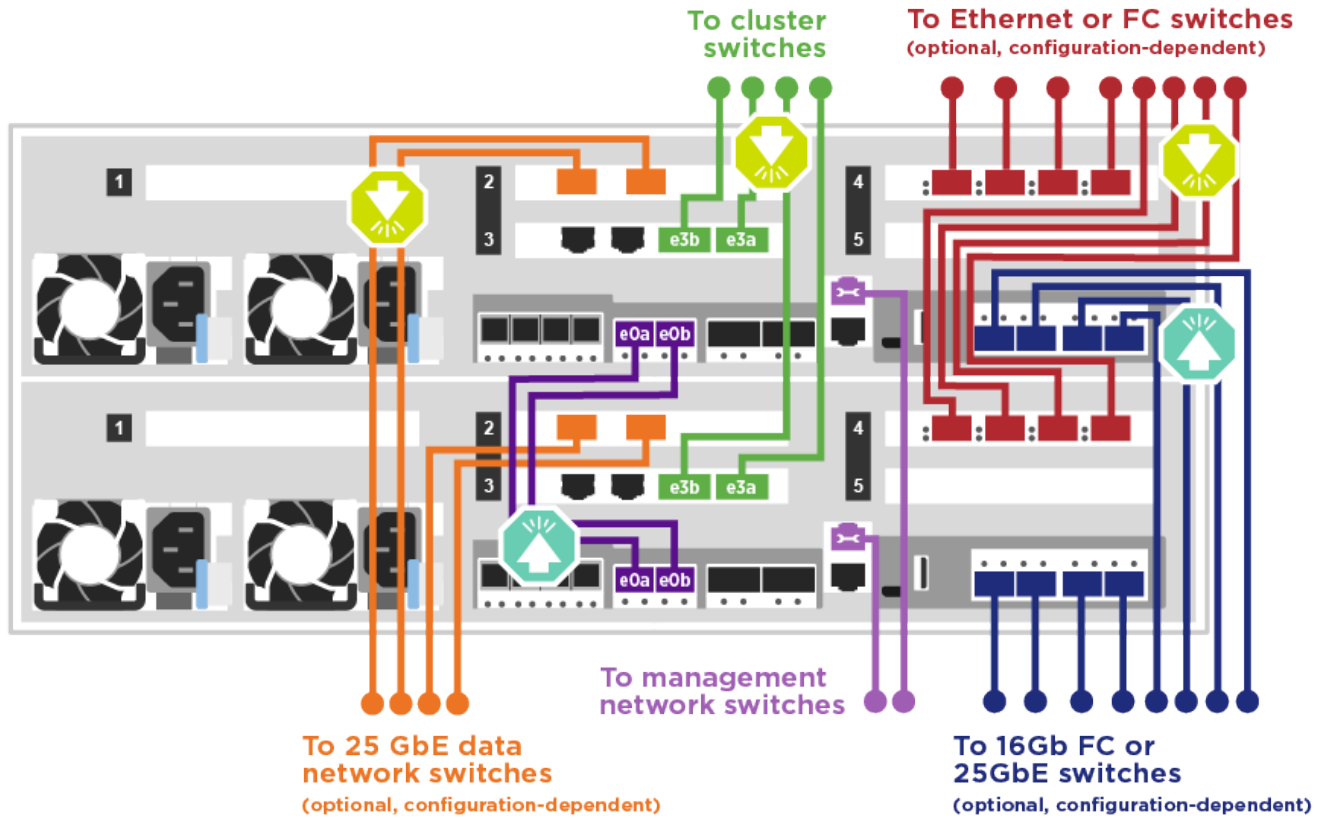 To cluster
switches
To Ethernet or FC switches
(optional, configuration-dependent)
1
2
4
3
e3b
e3a
5
e0a
e0b
1
2
4
3
e3b
e3a
5
e0a
e0b
To management
network switches
To 25 GbE data
network switches
(optional, configuration-dependent)
To 16Gb FC or
25GbE switches
(optional, configuration-dependent)